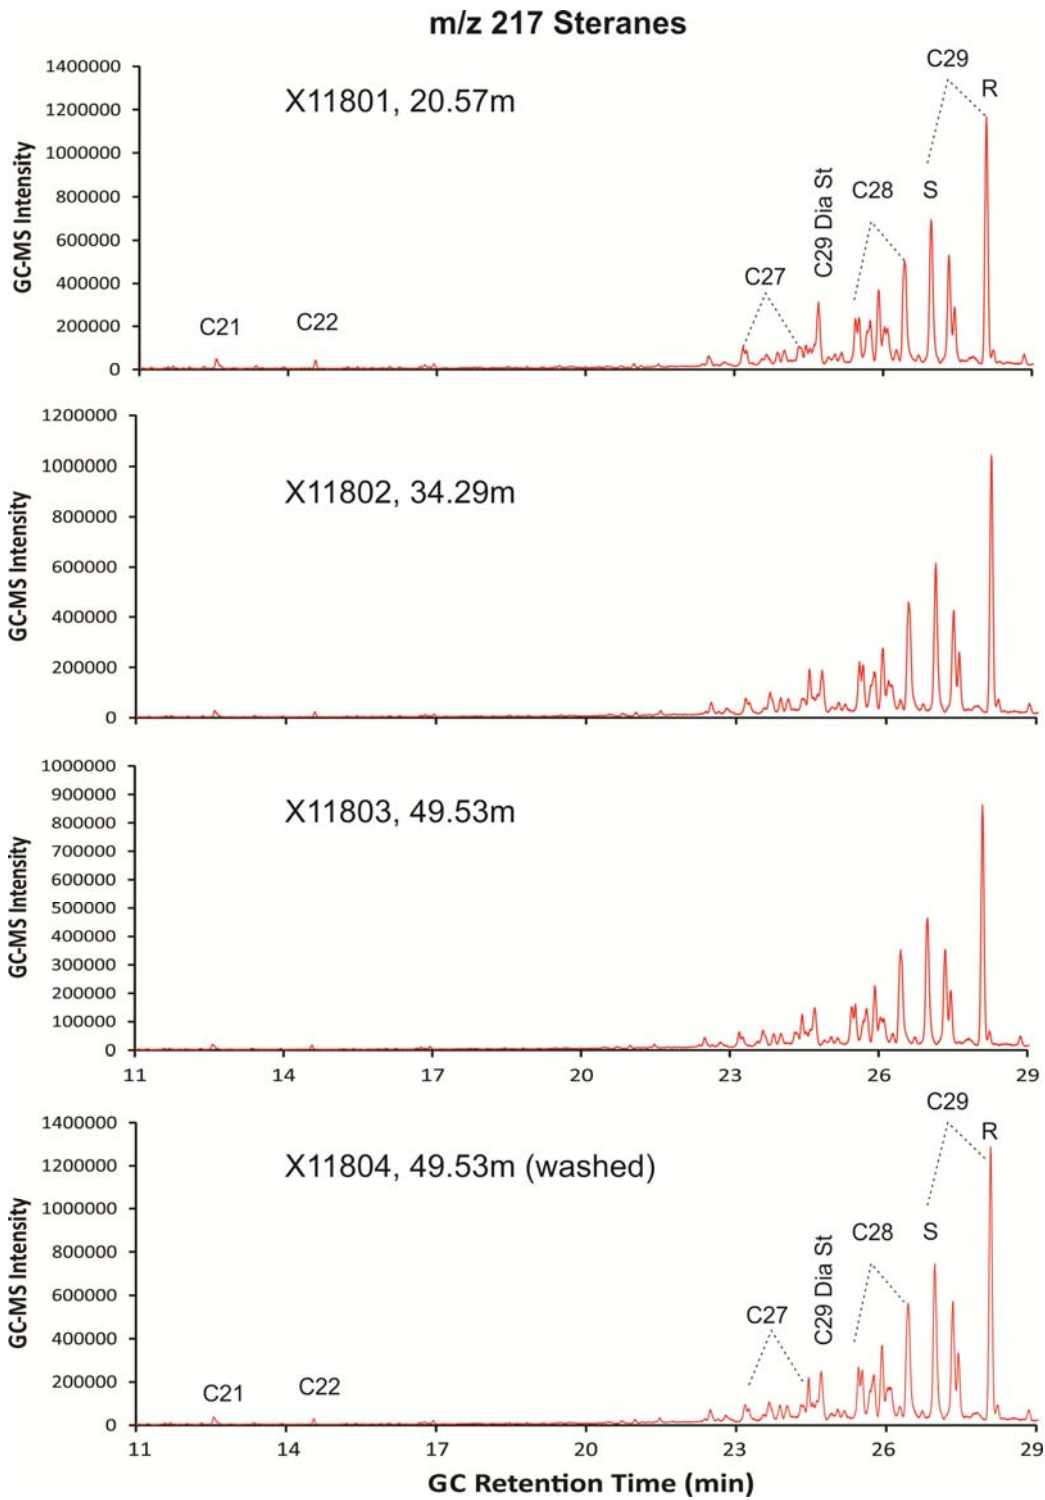 m/z 217 Steranes
GC-MS Intensity
1400000
1200000
1000000
800000
600000
400000
200000
0
X11801, 20.57m
C21
C22
C27
C29 Dia St
C28
S
C29
R
GC-MS Intensity
1200000
1000000
800000
600000
400000
200000
0
X11802, 34.29m
GC-MS Intensity
1000000
900000
800000
700000
600000
500000
400000
300000
200000
100000
0
X11803, 49.53m
11 14 17 20 23 26 29
GC-MS Intensity
1400000
1200000
1000000
800000
600000
400000
200000
0
X11804, 49.53m (washed)
C21
C22
C27
C29 Dia St
C28
S
C29
R
11 14 17 20 23 26 29
GC Retention Time (min)